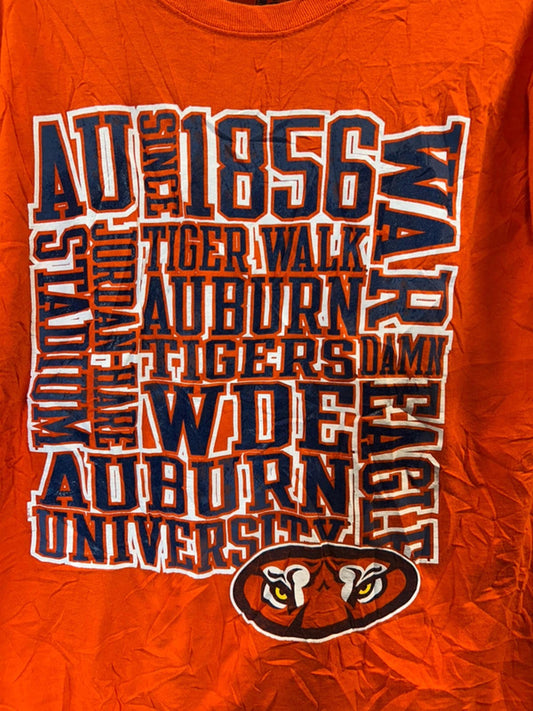 AU SINCE 1856
WAR DAMN EAGLE
JORDAN-HARE STADIUM
TIGER WALK
AUBURN
TIGERS
WDE
AUBURN
UNIVERSITY